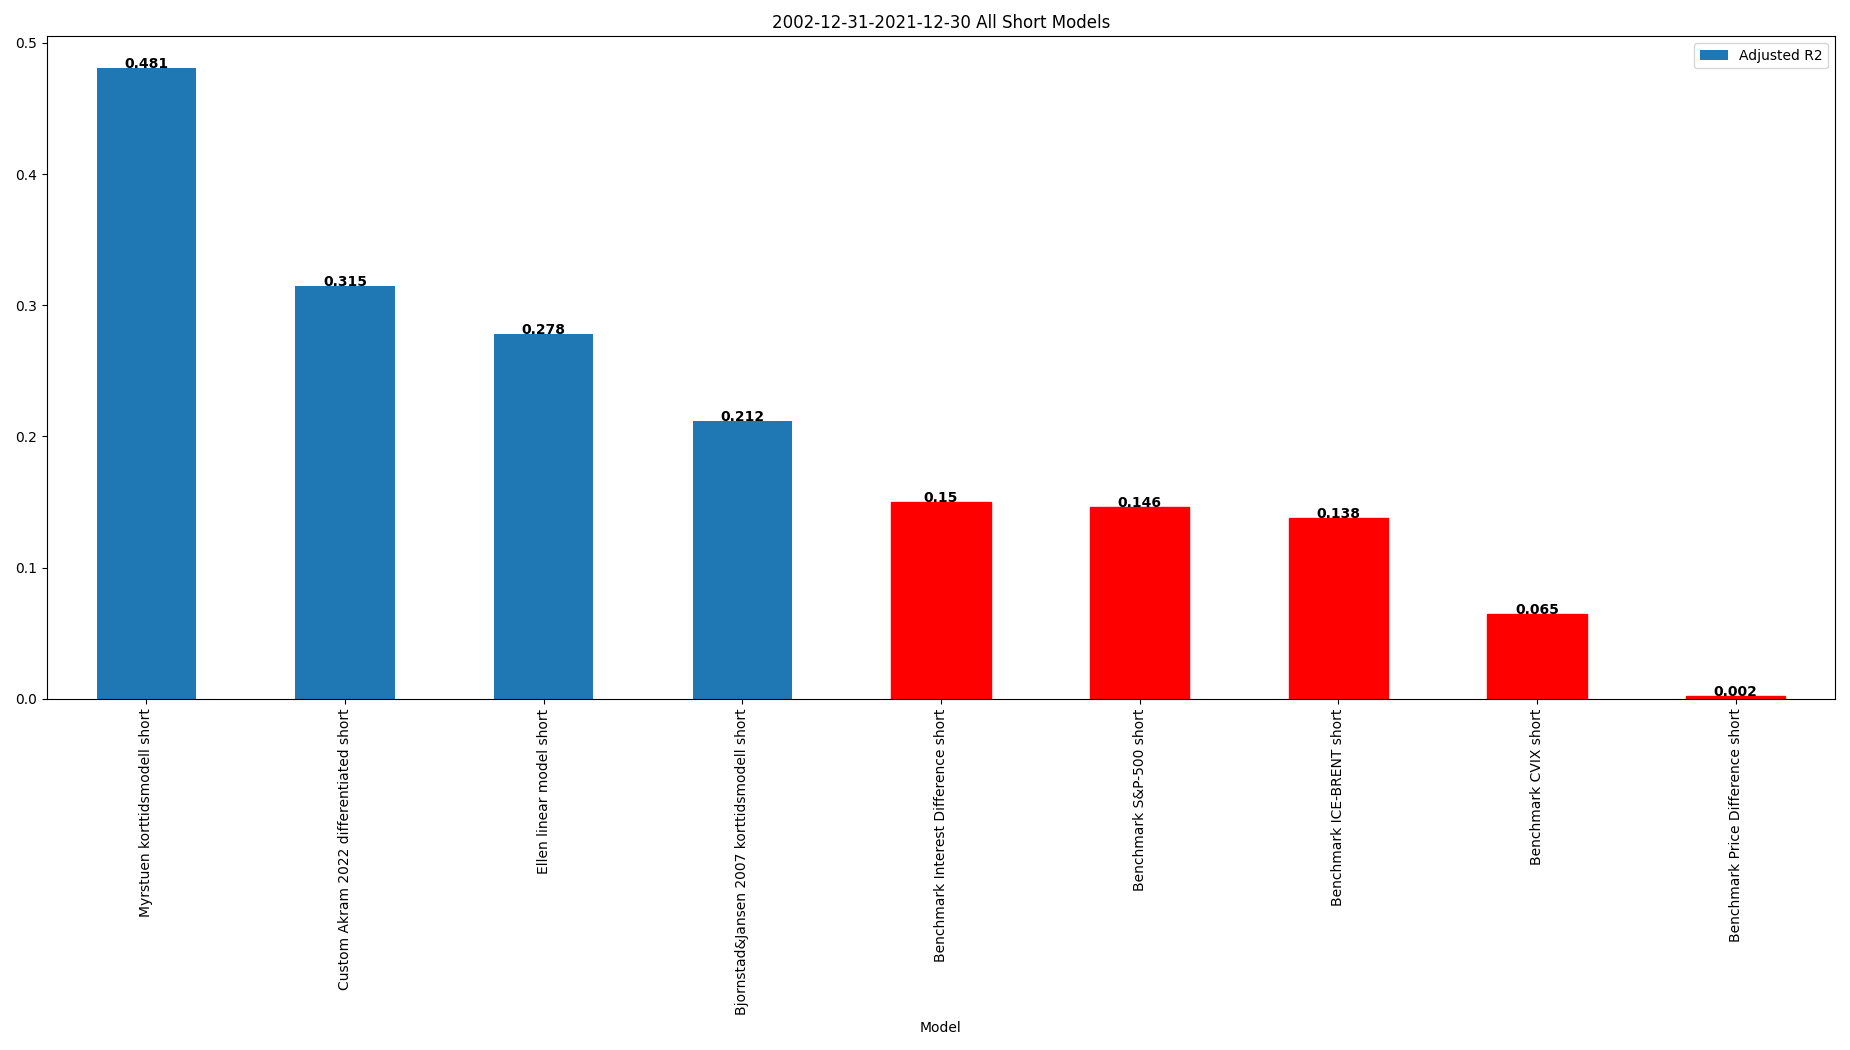 2002-12-31-2021-12-30 All Short Models
Adjusted R2
0.5
0.4
0.3
0.2
0.1
0.0
0.481
0.315
0.278
0.212
0.15
0.146
0.138
0.065
0.002
Myrstuen korttidsmodell short
Custom Akram 2022 differentiated short
Ellen linear model short
Bjornstad&Jansen 2007 korttidsmodell short
Benchmark Interest Difference short
Benchmark S&P-500 short
Benchmark ICE-BRENT short
Benchmark CVIX short
Benchmark Price Difference short
Model